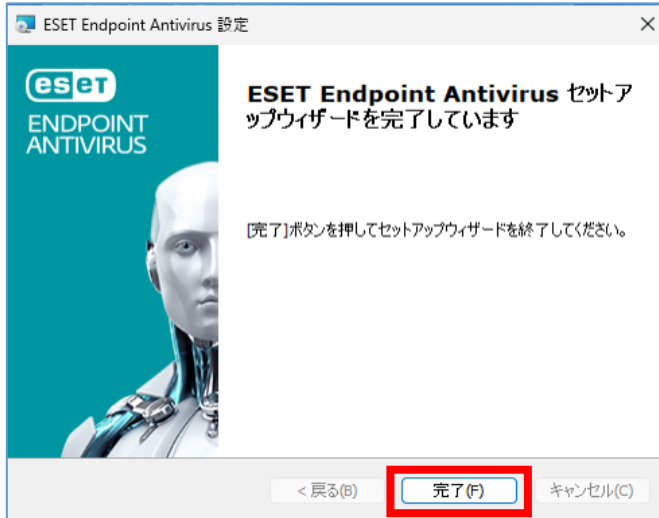 ESET Endpoint Antivirus 設定
eset
ENDPOINT
ANTIVIRUS
ESET Endpoint Antivirus セットア
ップウィザードを完了しています
[完了]ボタンを押してセットアップウィザードを終了してください。
< 戻る(B)
完了(F)
キャンセル(C)